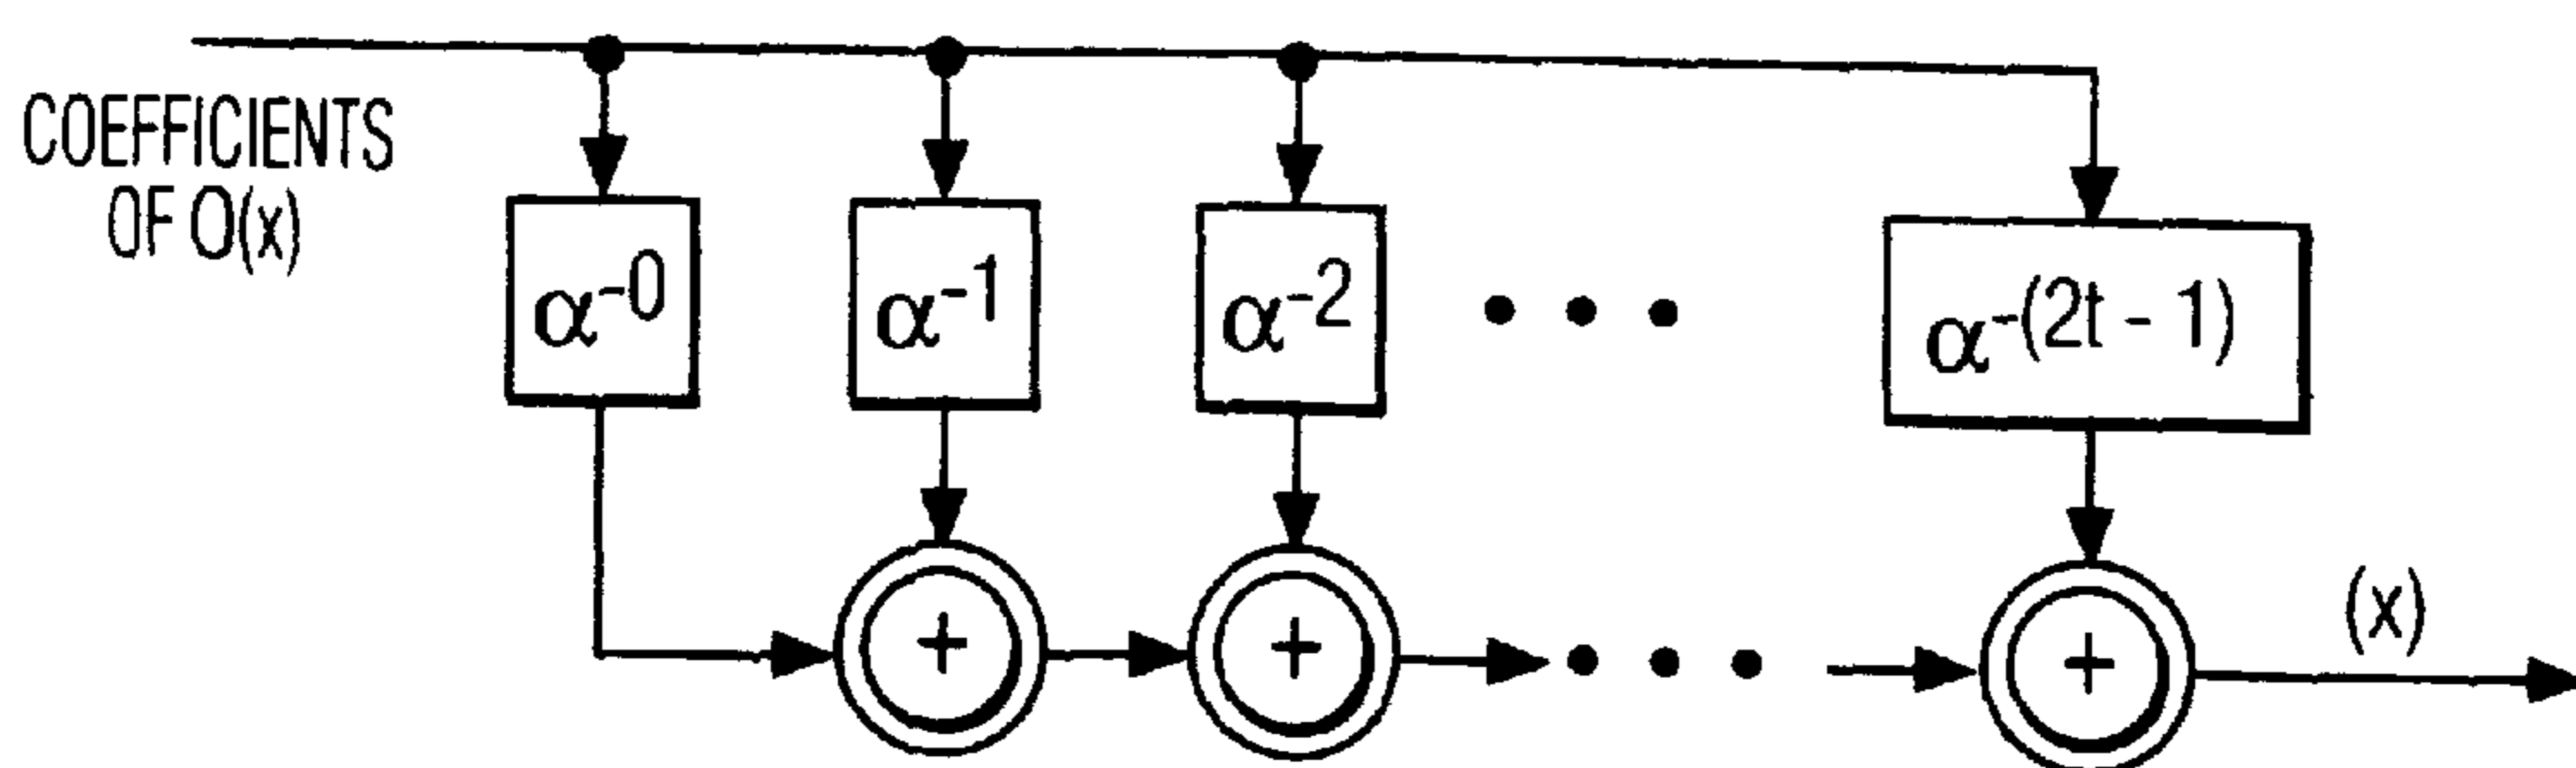 COEFFICIENTS
OF O(x)
α⁻⁰
α⁻¹
α⁻²
• • •
α⁻⁽²ᵗ ⁻ ¹⁾
+
+
• • •
+
(x)